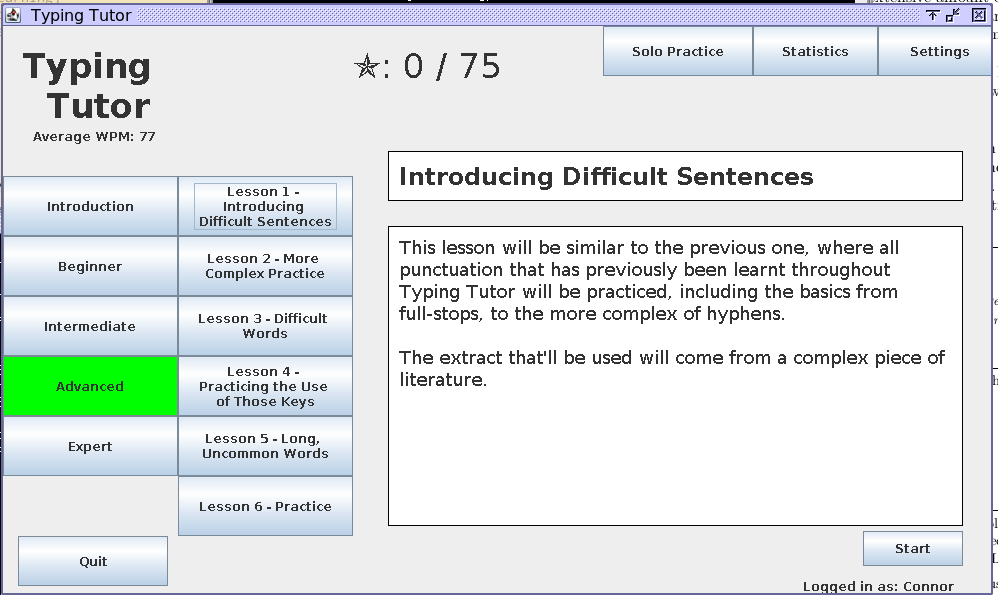 Typing Tutor
Typing
Tutor
Average WPM: 77
✯: 0 / 75
Solo Practice
Statistics
Settings
Introduction
Beginner
Intermediate
Advanced
Expert
Quit
Lesson 1 -
Introducing
Difficult Sentences
Lesson 2 - More
Complex Practice
Lesson 3 - Difficult
Words
Lesson 4 -
Practicing the Use
of Those Keys
Lesson 5 - Long,
Uncommon Words
Lesson 6 - Practice
Introducing Difficult Sentences
This lesson will be similar to the previous one, where all
punctuation that has previously been learnt throughout
Typing Tutor will be practiced, including the basics from
full-stops, to the more complex of hyphens.
The extract that'll be used will come from a complex piece of
literature.
Start
Logged in as: Connor